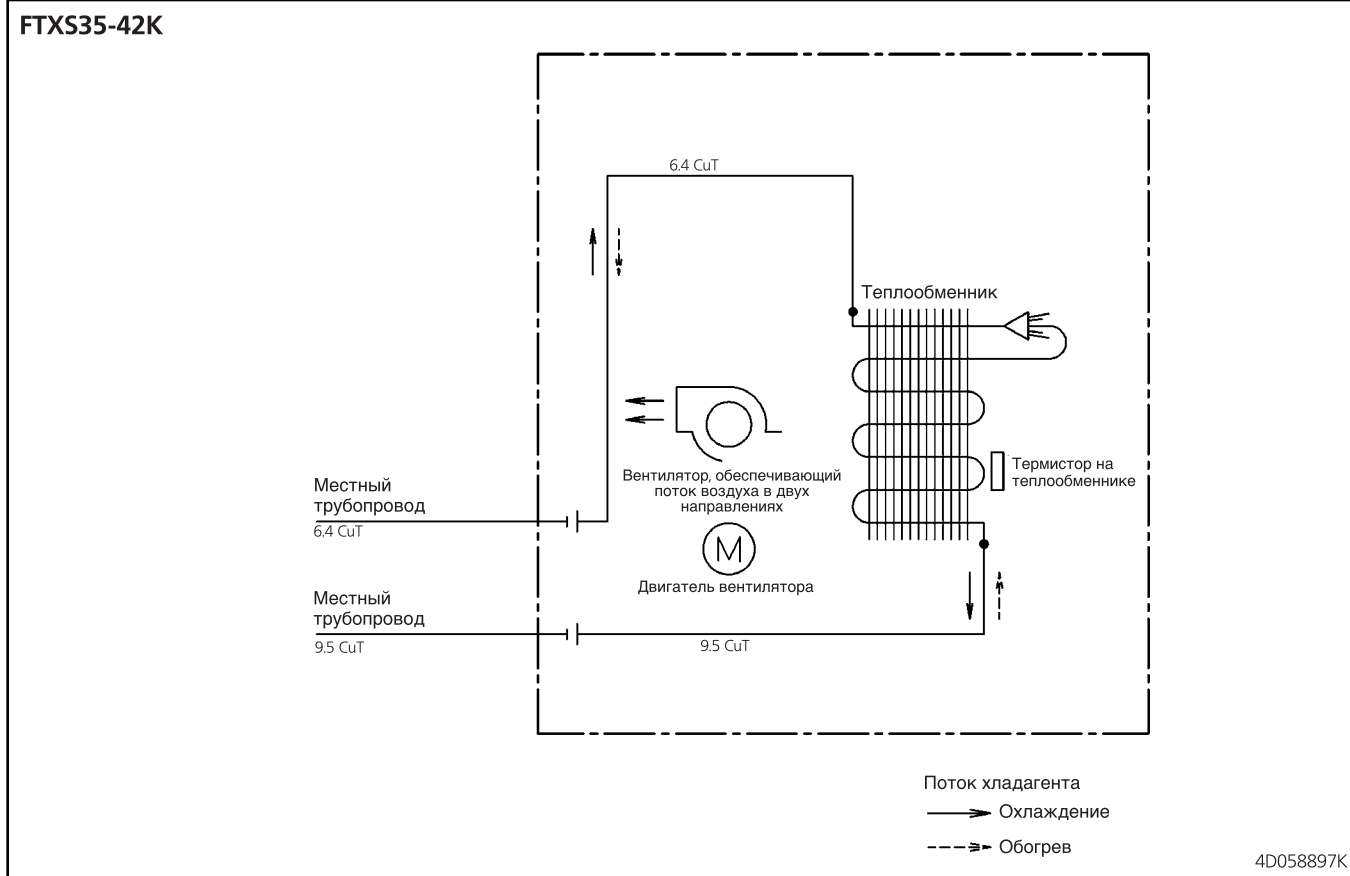 FTXS35-42K
6.4 CuT
Теплообменник
Вентилятор, обеспечивающий
поток воздуха в двух
направлениях
Термистор на
теплообменнике
Местный
трубопровод
6.4 CuT
M
Двигатель вентилятора
Местный
трубопровод
9.5 CuT
9.5 CuT
Поток хладагента
Охлаждение
Обогрев
4D058897K